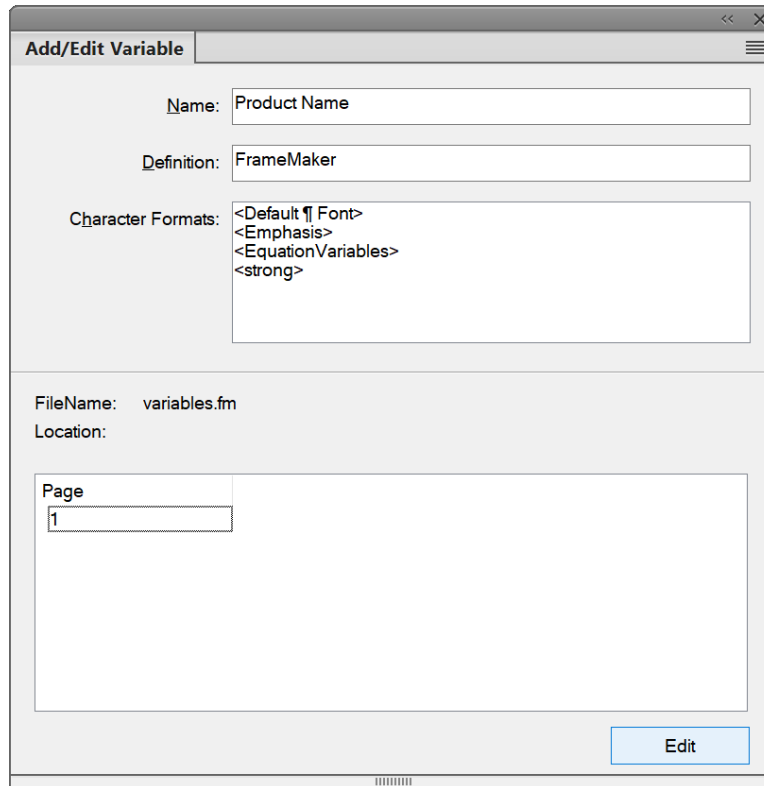 Add/Edit Variable
Name: Product Name
Definition: FrameMaker
Character Formats: <Default ¶ Font>
<Emphasis>
<EquationVariables>
<strong>
FileName: variables.fm
Location:
Page
1
Edit